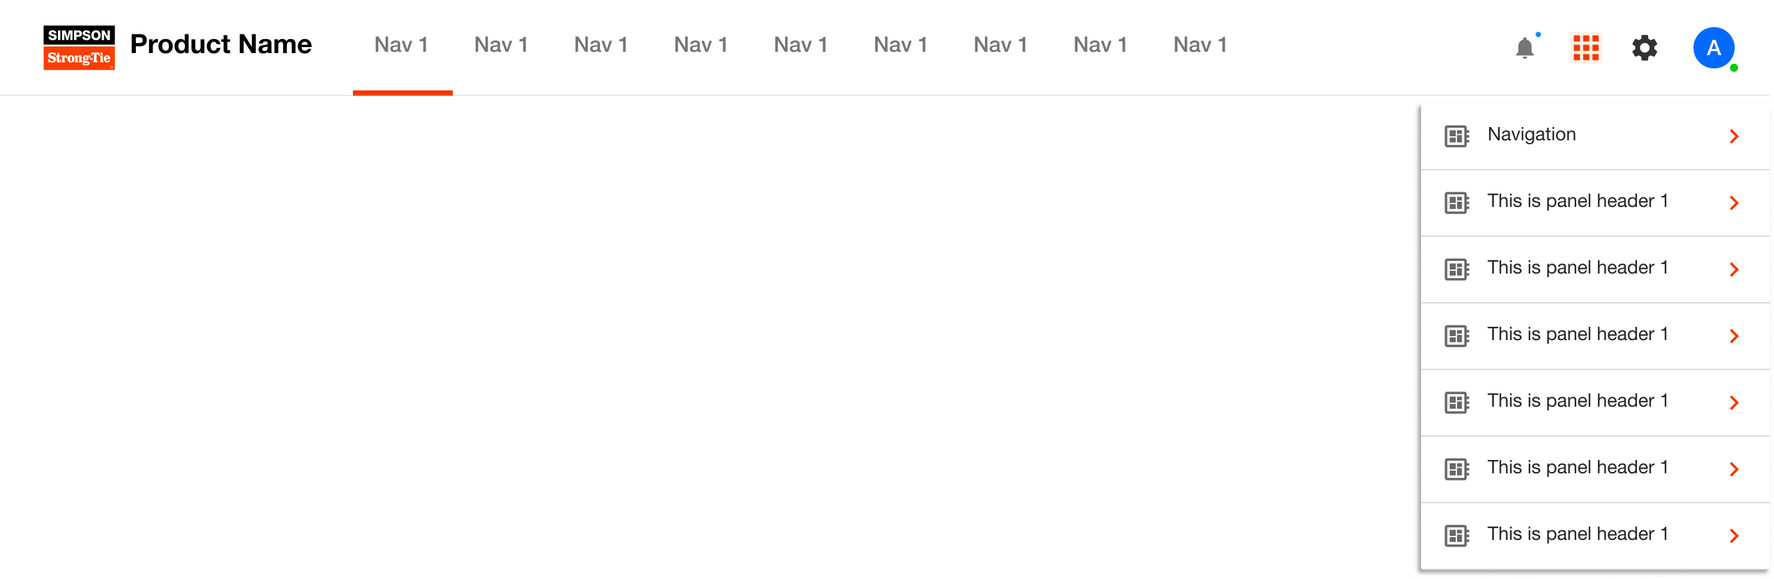 SIMPSON
Strong-Tie
Product Name
Nav 1 Nav 1 Nav 1 Nav 1 Nav 1 Nav 1 Nav 1 Nav 1 Nav 1
A
Navigation
This is panel header 1
This is panel header 1
This is panel header 1
This is panel header 1
This is panel header 1
This is panel header 1